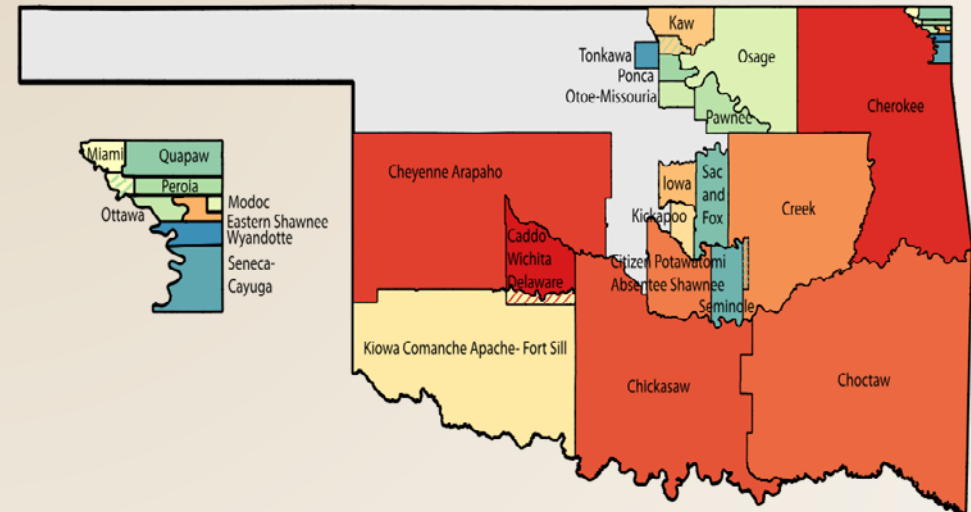 Kaw
Tonkawa
Osage
Ponca
Otoe-Missouria
Cherokee
Pawnee
Miami
Quapaw
Perola
Cheyenne Arapaho
Sac
and
Fox
Iowa
Modoc
Ottawa
Eastern Shawnee
Wyandotte
Kickapoo
Creek
Caddo
Wichita
Delaware
Seneca-
Cayuga
Citizen Potawatomi
Absentee Shawnee
Seminole
Kiowa Comanche Apache- Fort Sill
Chickasaw
Choctaw